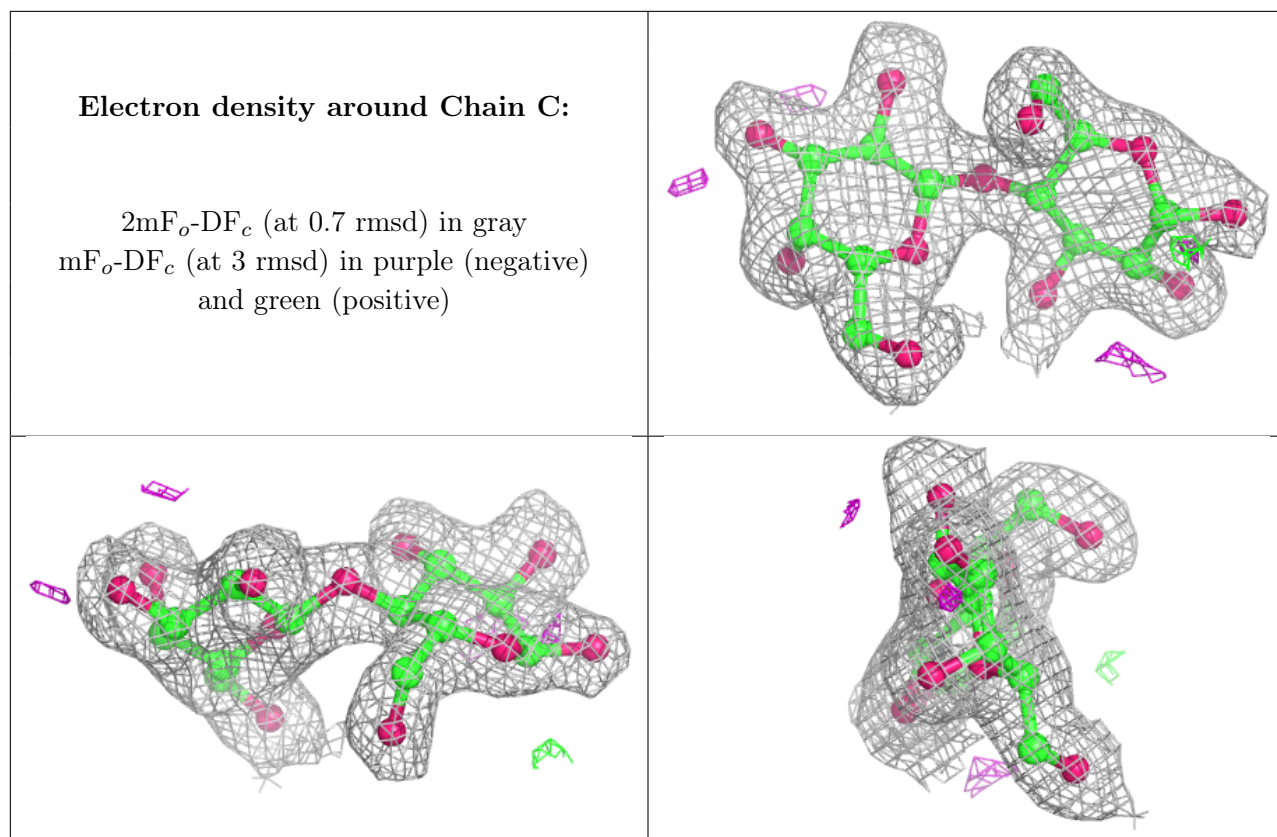 Electron density around Chain C:
2mFₒ-DF𝒸 (at 0.7 rmsd) in gray
mFₒ-DF𝒸 (at 3 rmsd) in purple (negative)
and green (positive)